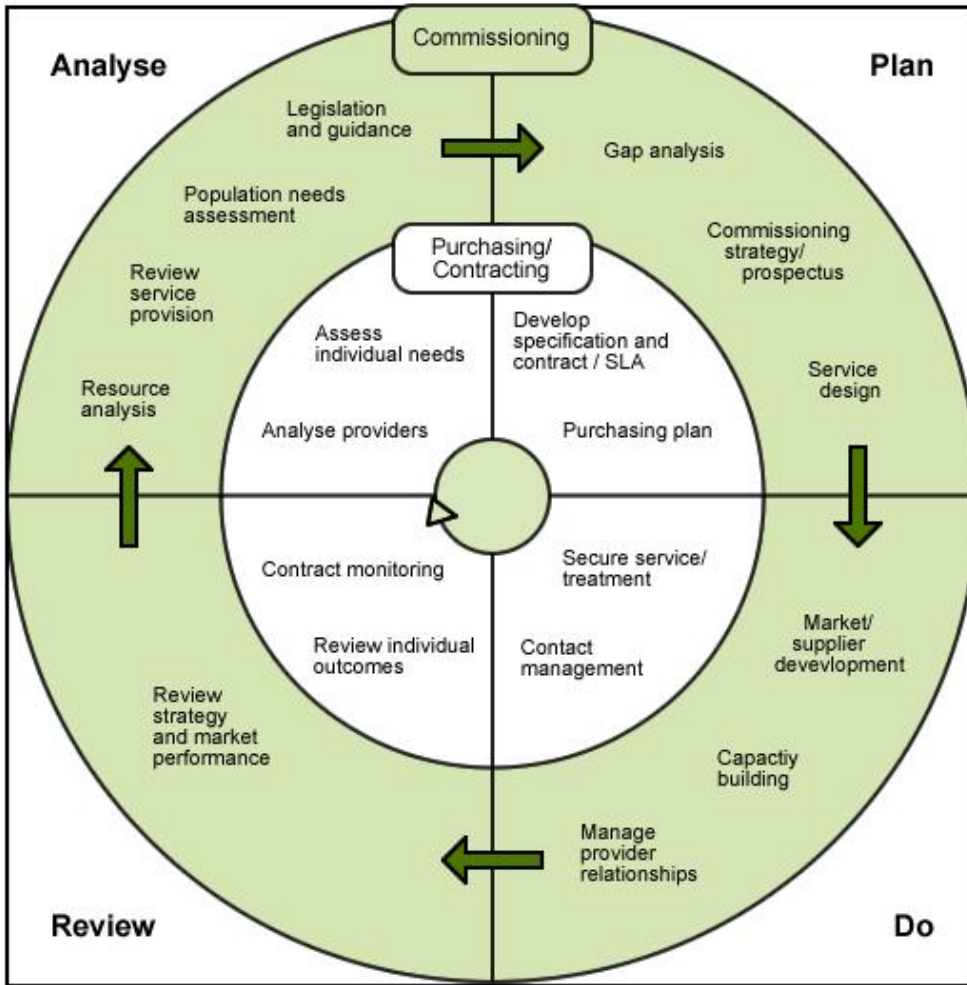 Commissioning
Analyse
Plan
Legislation
and guidance
Gap analysis
Population needs
assessment
Commissioning
strategy/
prospectus
Purchasing/
Contracting
Review
service
provision
Assess
individual needs
Develop
specification and
contract / SLA
Resource
analysis
Service
design
Analyse providers
Purchasing plan
Contract monitoring
Secure service/
treatment
Review individual
outcomes
Contact
management
Market/
supplier
devevlopment
Review
strategy
and market
performance
Capactiy
building
Manage
provider
relationships
Review
Do